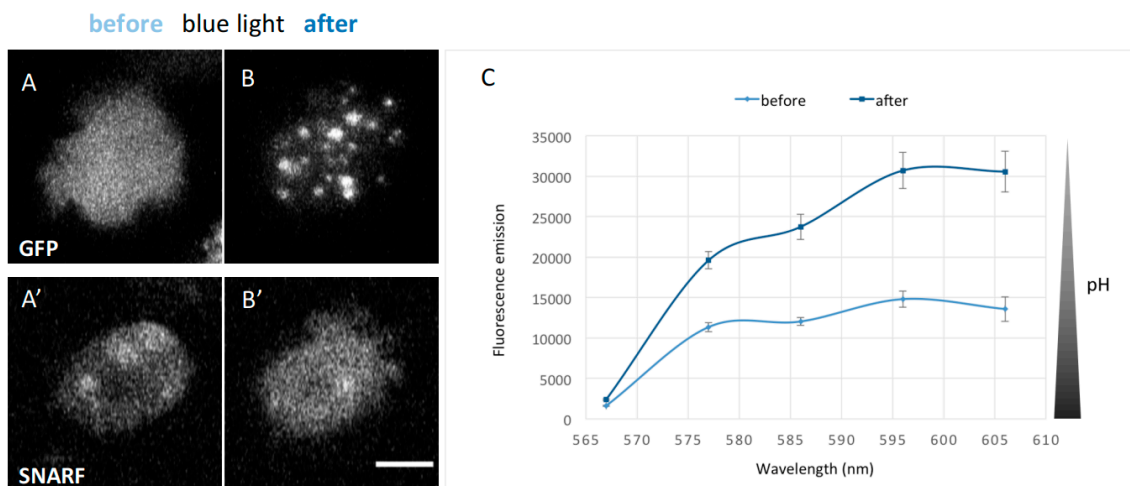 before blue light after
A
B
GFP
A'
B'
SNARF
C
before after
Fluorescence emission
35000
30000
25000
20000
15000
10000
5000
0
565 570 575 580 585 590 595 600 605 610
Wavelength (nm)
pH